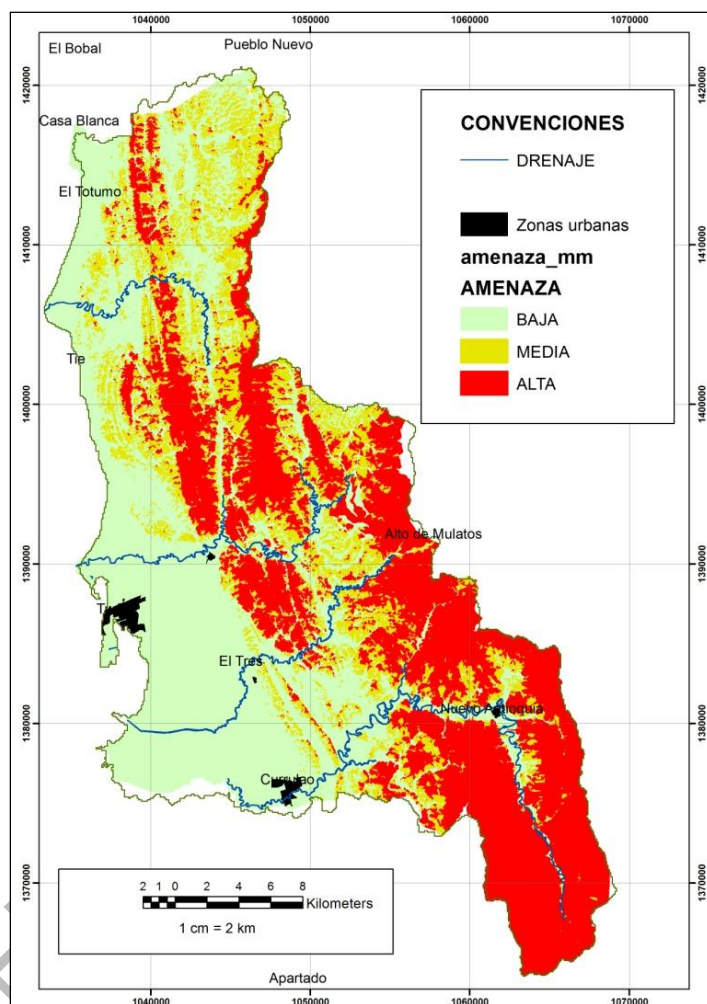 1040000 1050000 1060000 1070000
El Bobal
Pueblo Nuevo
1420000 1420000
Casa Blanca
El Totumo
1410000 1410000
Tie
1400000 1400000
Alto de Mulatos
1390000 1390000
El Tres
1380000 1380000
Nuevo Antioquia
Currulao
1370000 1370000
Apartado
1040000 1050000 1060000 1070000
CONVENCIONES
DRENAJE
Zonas urbanas
amenaza_mm
AMENAZA
BAJA
MEDIA
ALTA
2 1 0 2 4 6 8
Kilometers
1 cm = 2 km